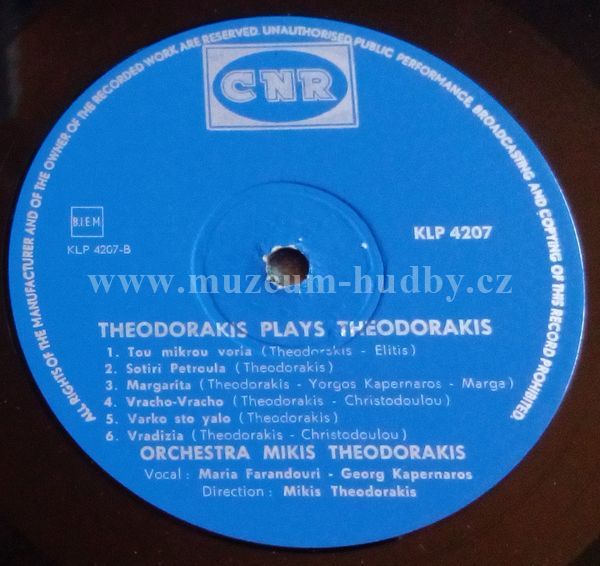 ALL RIGHTS OF THE MANUFACTURER AND OF THE OWNER OF THE RECORDED WORK ARE RESERVED. UNAUTHORISED PUBLIC PERFORMANCE, BROADCASTING AND COPYING OF THIS RECORD PROHIBITED.
CNR
B.I.E.M.
KLP 4207-B
KLP 4207
www.muzeum-hudby.cz
THEODORAKIS PLAYS THEODORAKIS
1. Tou mikrou voria (Theodorakis - Elitis)
2. Sotiri Petroula (Theodorakis)
3. Margarita (Theodorakis - Yorgos Kapernaros - Marga)
4. Vracho-Vracho (Theodorakis - Christodoulou)
5. Varko sto yalo (Theodorakis)
6. Vradizia (Theodorakis - Christodoulou)
ORCHESTRA MIKIS THEODORAKIS
Vocal: Maria Farandouri - Georg Kapernaros
Direction: Mikis Theodorakis